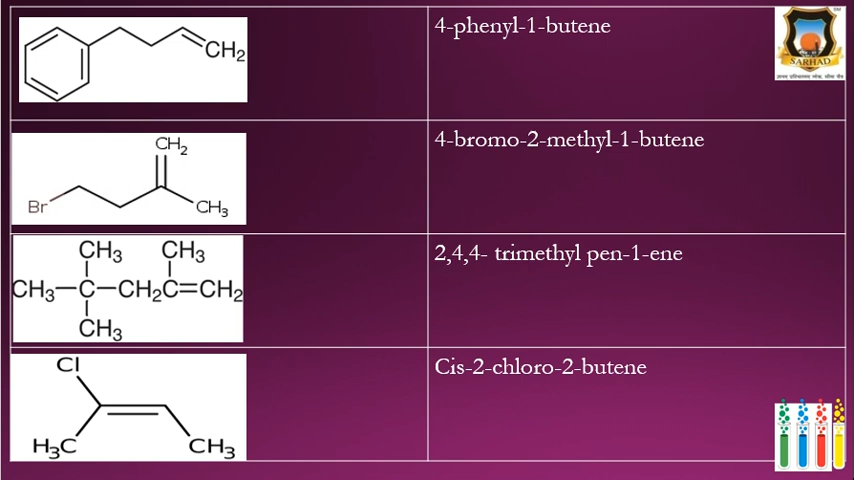 CH2
4-phenyl-1-butene
SARHAD
CH2
Br
CH3
4-bromo-2-methyl-1-butene
CH3 CH3
CH3-C-CH2C=CH2
CH3
2,4,4- trimethyl pen-1-ene
Cl
H3C CH3
Cis-2-chloro-2-butene